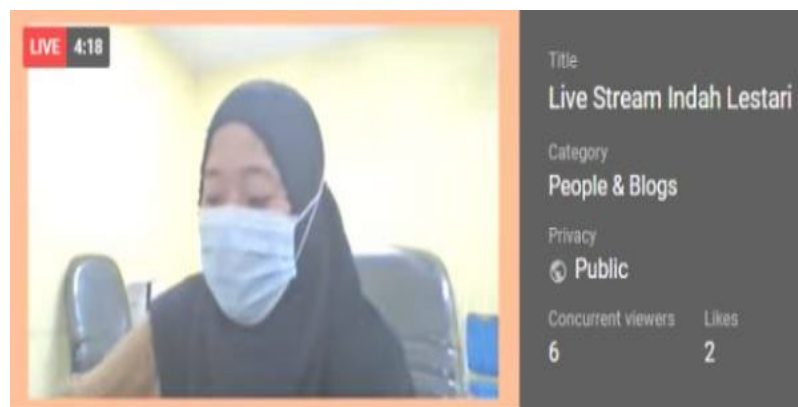 LIVE 4:18
Title
Live Stream Indah Lestari
Category
People & Blogs
Privacy
Public
Concurrent viewers Likes
6 2